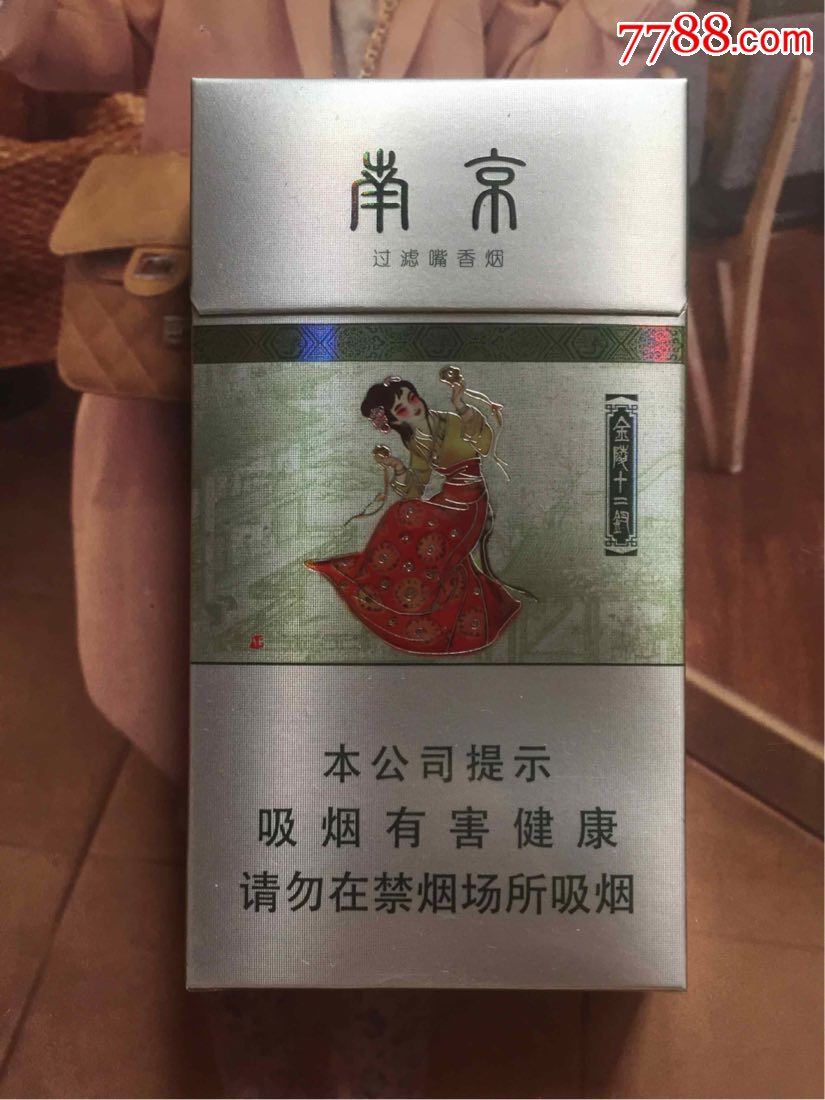 7788.com
南京
过滤嘴香烟
金陵十二钗
本公司提示
吸烟有害健康
请勿在禁烟场所吸烟